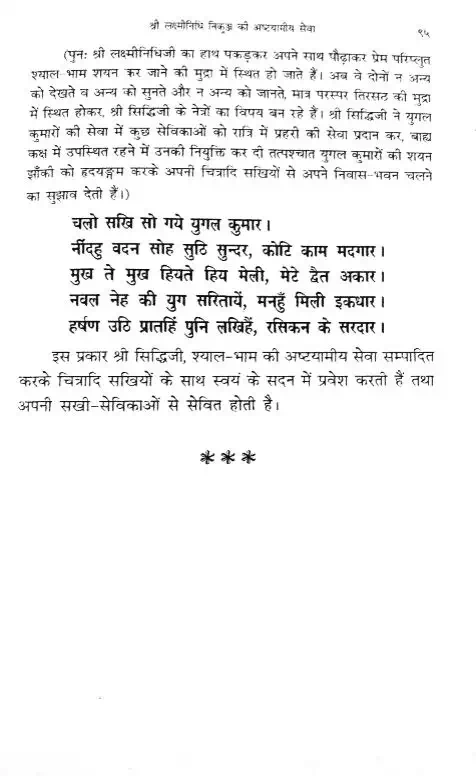 श्री लक्ष्मीनिधि निकुञ्ज की अष्टयामीय सेवा
९५
(पुनः श्री लक्ष्मीनिधिजी का हाथ पकड़कर अपने साथ पौढ़ाकर प्रेम परिप्लुत
श्याल-भाम शयन कर जाने की मुद्रा में स्थित हो जाते हैं। अब वे दोनों न अन्य
को देखते व अन्य को सुनते और न अन्य को जानते, मात्र परस्पर तिरसठ की मुद्रा
में स्थित होकर, श्री सिद्धिजी के नेत्रों का विषय बन रहे हैं। श्री सिद्धिजी ने युगल
कुमारों की सेवा में कुछ सेविकाओं को रात्रि में प्रहरी की सेवा प्रदान कर, बाह्य
कक्ष में उपस्थित रहने में उनकी नियुक्ति कर दी तत्पश्चात युगल कुमारों की शयन
झाँकी को हृदयङ्गम करके अपनी चित्रादि सखियों से अपने निवास-भवन चलने
का सुझाव देती हैं।)
चलो सखि सो गये युगल कुमार।
नींदहु वदन सोह सुठि सुन्दर, कोटि काम मदगार।
मुख ते मुख हियते हिय मेली, मेटे द्वैत अकार।
नवल नेह की युग सरितायें, मनहुँ मिली इकधार।
हर्षण उठि प्रातहिं पुनि लखिहैं, रसिकन के सरदार।
इस प्रकार श्री सिद्धिजी, श्याल-भाम की अष्टयामीय सेवा सम्पादित
करके चित्रादि सखियों के साथ स्वयं के सदन में प्रवेश करती हैं तथा
अपनी सखी-सेविकाओं से सेवित होती है।
***